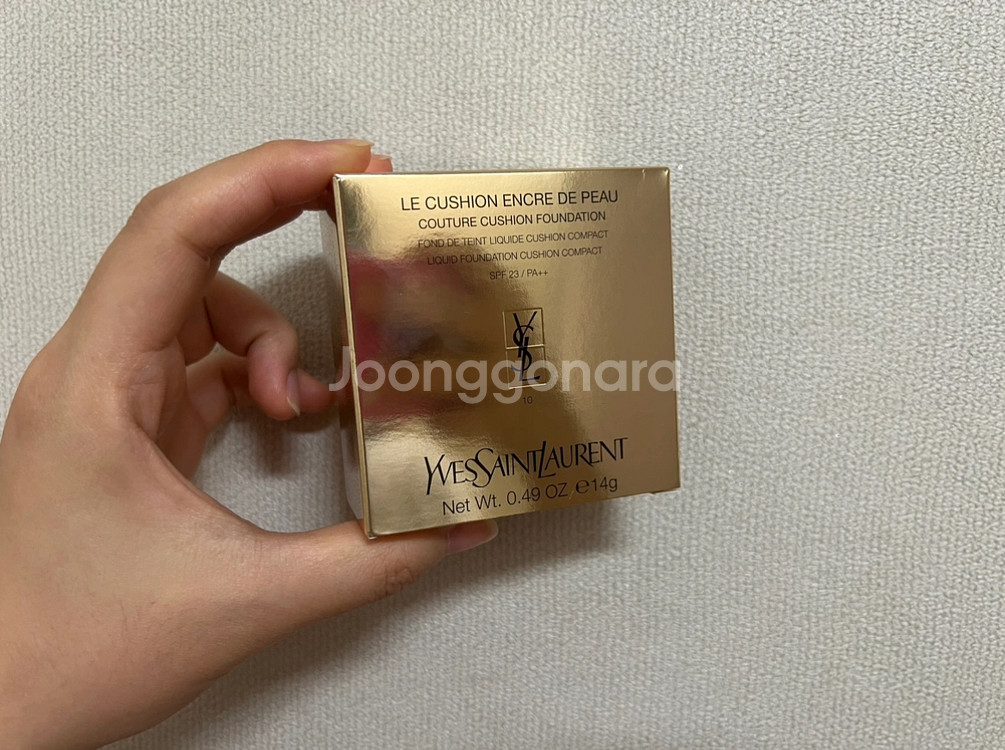 LE CUSHION ENCRE DE PEAU
COUTURE CUSHION FOUNDATION
FOND DE TEINT LIQUIDE CUSHION COMPACT
LIQUID FOUNDATION CUSHION COMPACT
SPF 23 / PA++
YSL
Joonggonara
10
YVESSAINTLAURENT
Net Wt. 0.49 OZ ℮14g